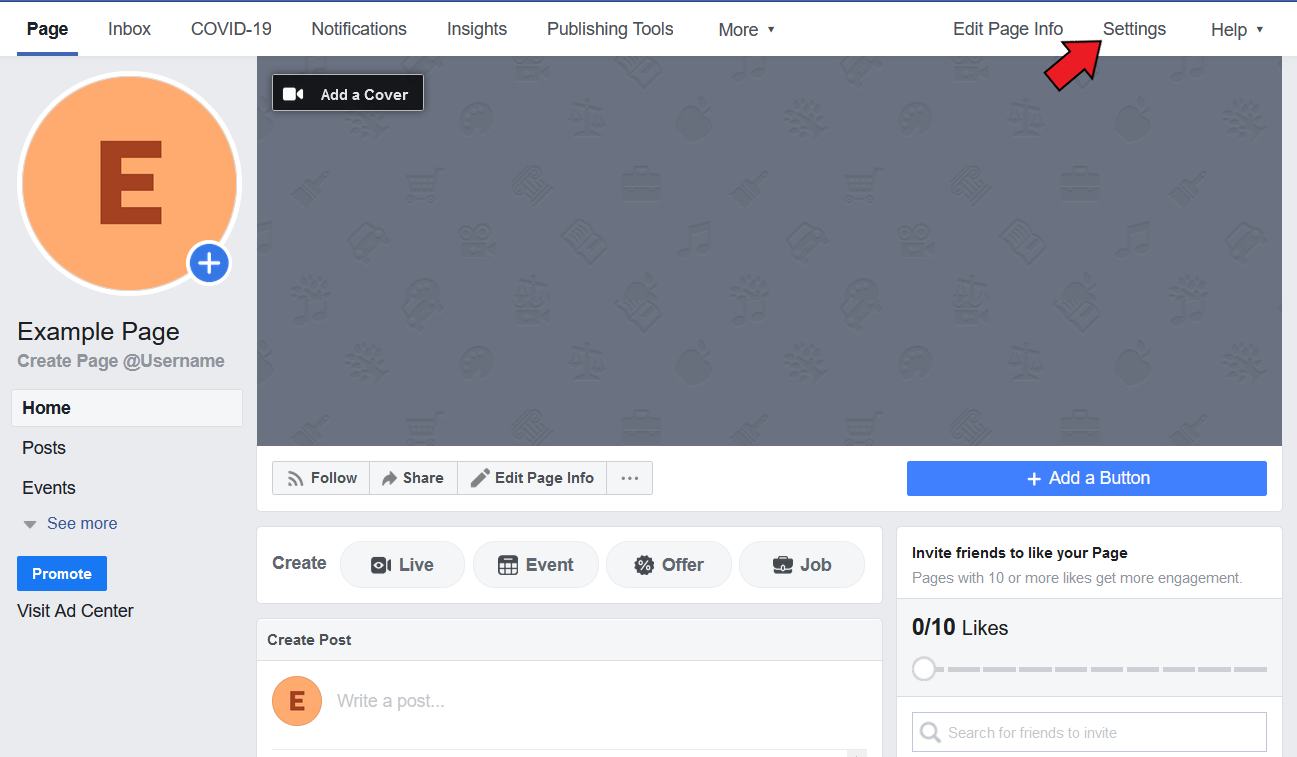 Page Inbox COVID-19 Notifications Insights Publishing Tools More Edit Page Info Settings Help
Add a Cover
E
Example Page
Create Page @Username
Home
Posts
Events
See more
Promote
Visit Ad Center
Follow Share Edit Page Info ...
+ Add a Button
Create Live Event Offer Job
Create Post
E Write a post...
Invite friends to like your Page
Pages with 10 or more likes get more engagement.
0/10 Likes
Search for friends to invite